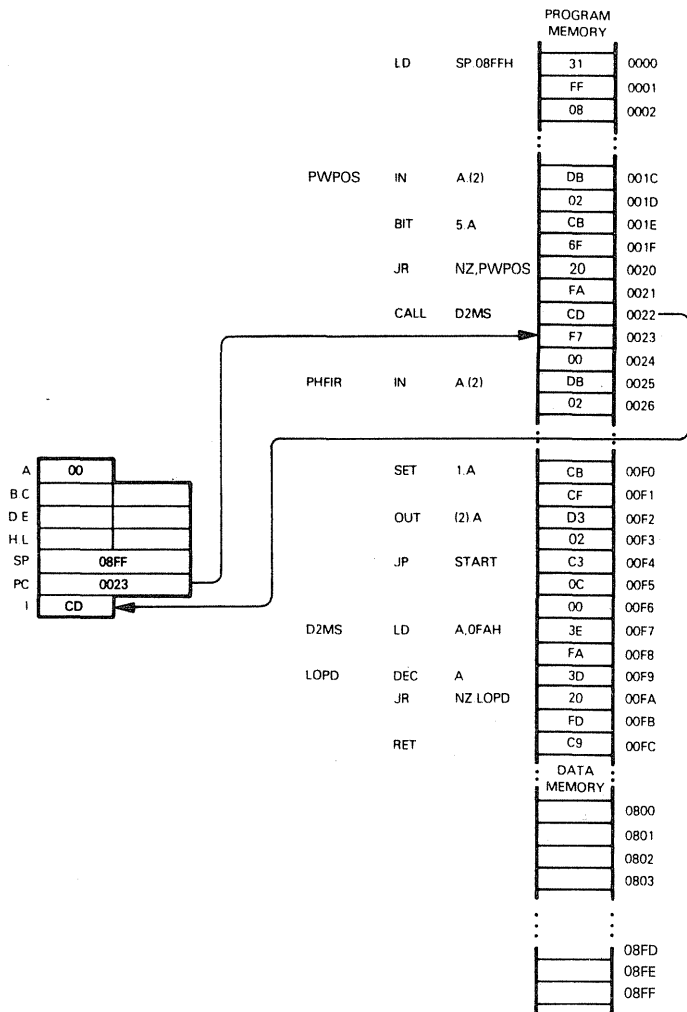 PROGRAM
MEMORY
LD SP.08FFH 31 0000
FF 0001
08 0002
PWPOS IN A.(2) DB 001C
02 001D
BIT 5.A CB 001E
6F 001F
JR NZ,PWPOS 20 0020
FA 0021
CALL D2MS CD 0022
F7 0023
00 0024
PHFIR IN A (2) DB 0025
02 0026
A 00
B C
D E
H L
SP 08FF
PC 0023
I CD
SET 1.A CB 00F0
CF 00F1
OUT (2).A D3 00F2
02 00F3
JP START C3 00F4
0C 00F5
00 00F6
D2MS LD A,0FAH 3E 00F7
FA 00F8
LOPD DEC A 3D 00F9
JR NZ LOPD 20 00FA
FD 00FB
RET C9 00FC
DATA
MEMORY
0800
0801
0802
0803
08FD
08FE
08FF